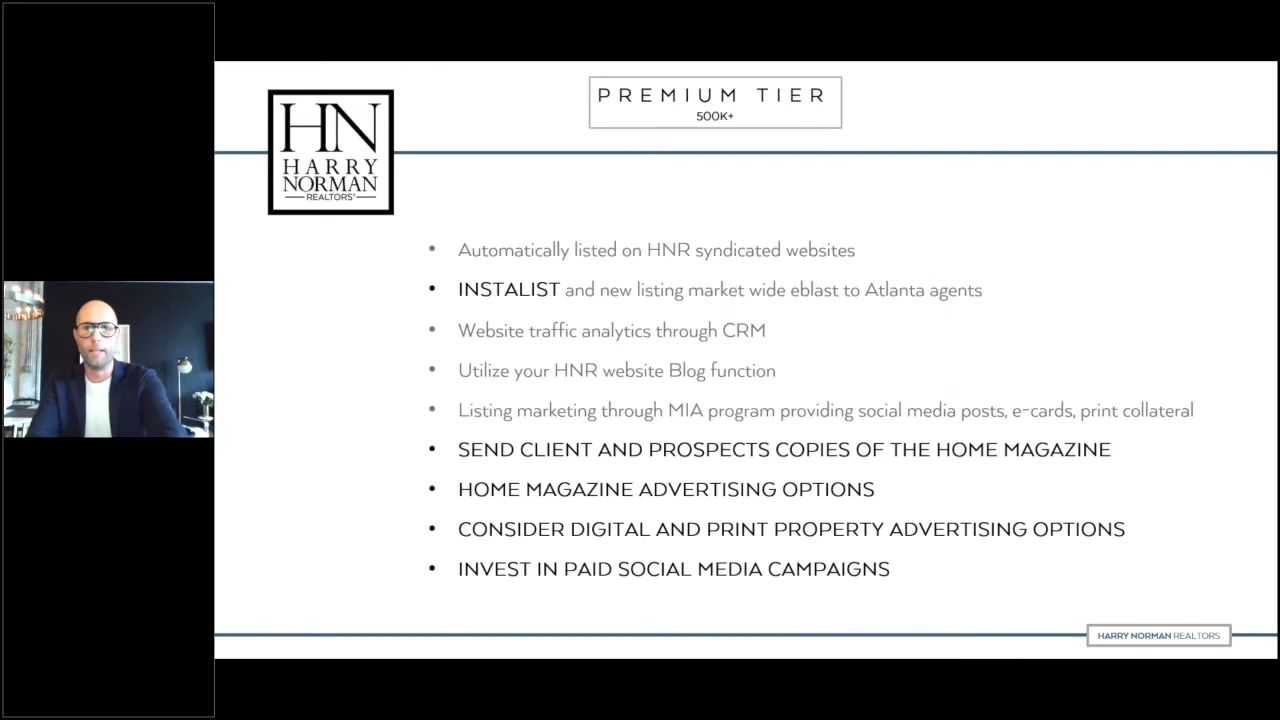 PREMIUM TIER
500K+
HN
HARRY
NORMAN
REALTORS®
• Automatically listed on HNR syndicated websites
• INSTALIST and new listing market wide eblast to Atlanta agents
• Website traffic analytics through CRM
• Utilize your HNR website Blog function
• Listing marketing through MIA program providing social media posts, e-cards, print collateral
• SEND CLIENT AND PROSPECTS COPIES OF THE HOME MAGAZINE
• HOME MAGAZINE ADVERTISING OPTIONS
• CONSIDER DIGITAL AND PRINT PROPERTY ADVERTISING OPTIONS
• INVEST IN PAID SOCIAL MEDIA CAMPAIGNS
HARRY NORMAN REALTORS